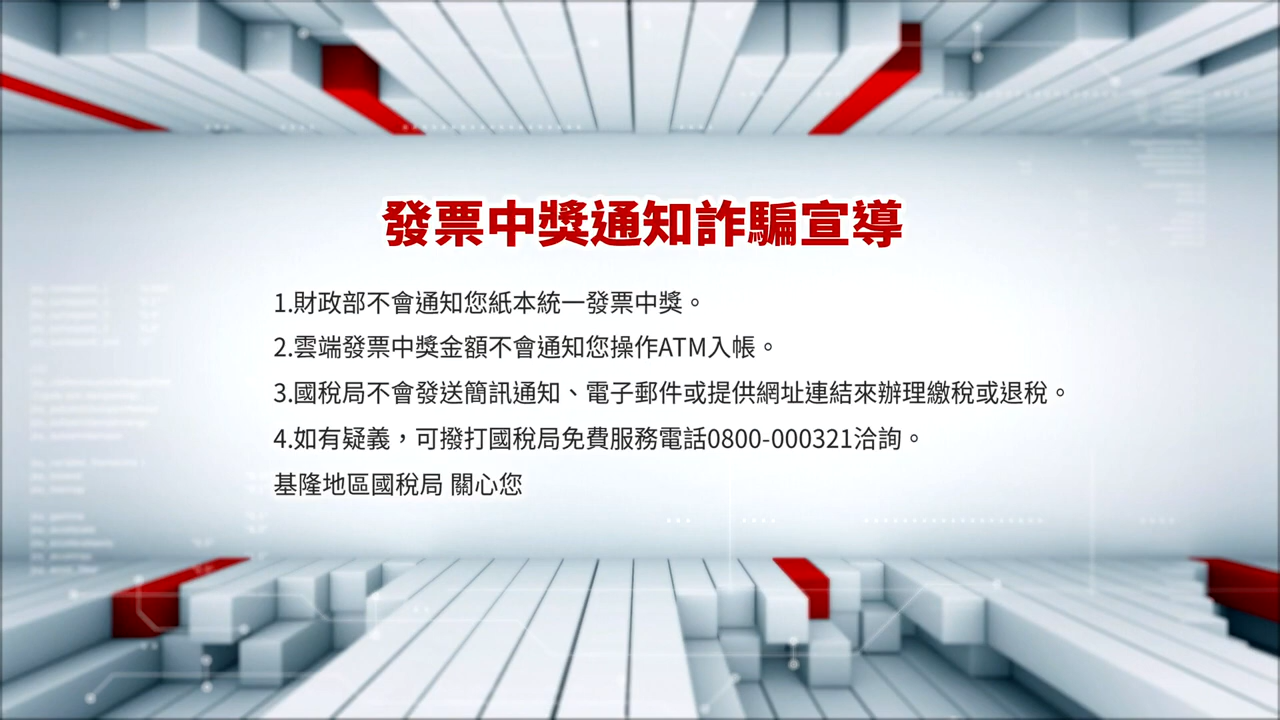 發票中獎通知詐騙宣導
1.財政部不會通知您紙本統一發票中獎。
2.雲端發票中獎金額不會通知您操作ATM入帳。
3.國稅局不會發送簡訊通知、電子郵件或提供網址連結來辦理繳稅或退稅。
4.如有疑義，可撥打國稅局免費服務電話0800-000321洽詢。
基隆地區國稅局 關心您